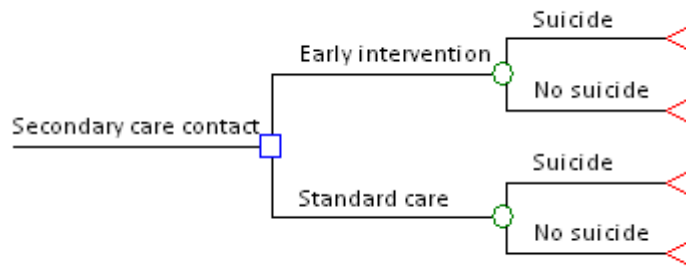 Suicide
Early intervention
No suicide
Secondary care contact
Suicide
Standard care
No suicide